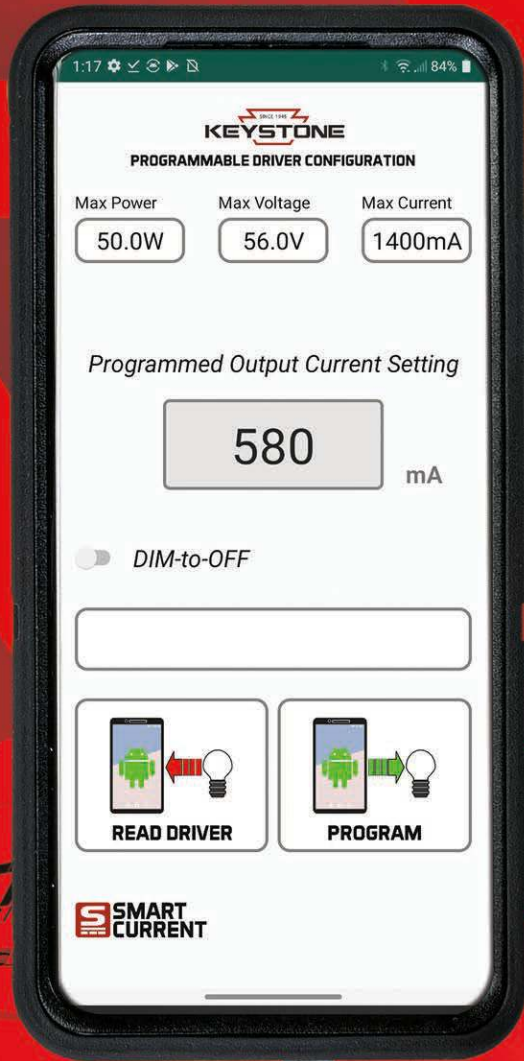 1:17
84%
SINCE 1945
KEYSTONE
PROGRAMMABLE DRIVER CONFIGURATION
Max Power Max Voltage Max Current
50.0W 56.0V 1400mA
Programmed Output Current Setting
580 mA
DIM-to-OFF
READ DRIVER PROGRAM
S SMART
CURRENT